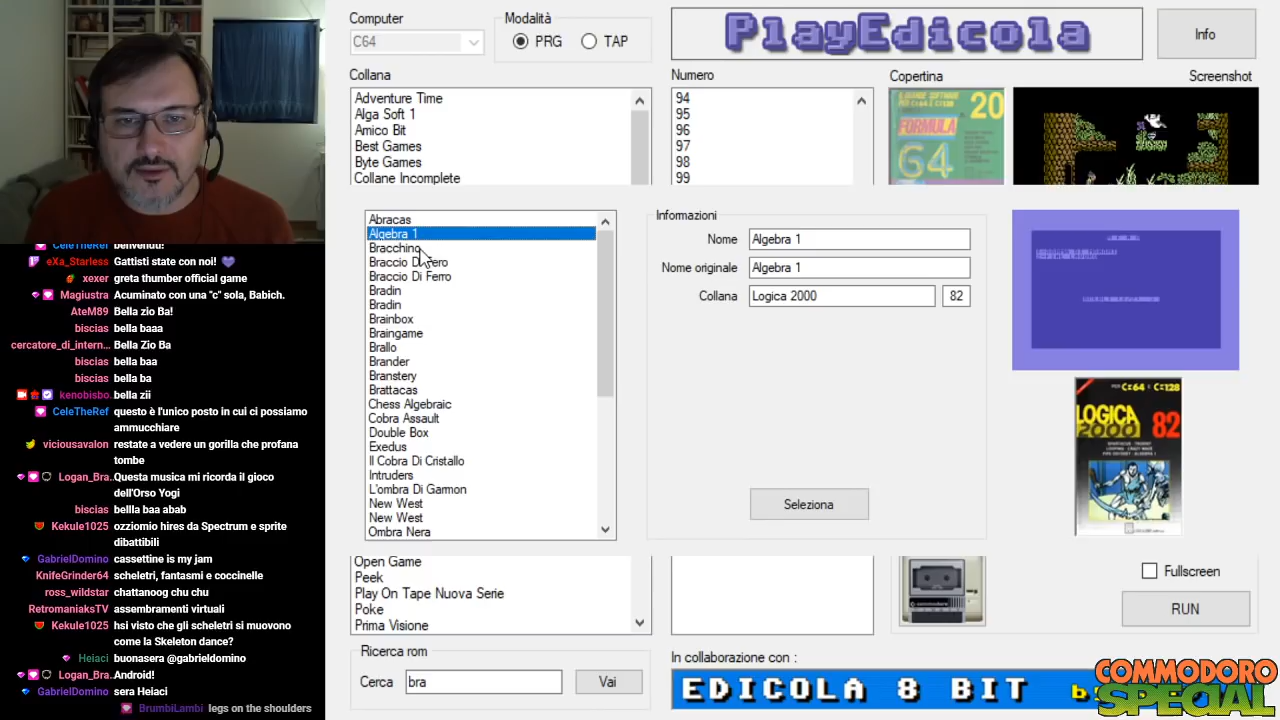 Computer
C64
Modalità
PRG
TAP
PlayEdicola
Info
Collana
Numero
Copertina
Screenshot
Adventure Time
Alga Soft 1
Amico Bit
Best Games
Byte Games
Collane Incomplete
94
95
96
97
98
99
20
FORMULA
64
Abracas
Algebra 1
Bracchino
Braccio Di Ferro
Braccio Di Ferro
Bradin
Bradin
Brainbox
Braingame
Brallo
Brander
Branstery
Brattacas
Chess Algebraic
Cobra Assault
Double Box
Exedus
Il Cobra Di Cristallo
Intruders
L'ombra Di Garmon
New West
New West
Ombra Nera
Informazioni
Nome
Algebra 1
Nome originale
Algebra 1
Collana
Logica 2000
82
Seleziona
PER C=64 & C=128
LOGICA
2000
82
Open Game
Peek
Play On Tape Nuova Serie
Poke
Prima Visione
Fullscreen
RUN
Ricerca rom
Cerca
bra
Vai
In collaborazione con :
EDICOLA 8 BIT
COMMODORO
SPECIAL
CeleTheRef benvenuti!
eXa_Starless Gattisti state con noi! 💜
xexer greta thumber official game
Magiustra Acuminato con una "c" sola, Babich.
AteM89 Bella zio Ba!
biscias bella baaa
cercatore_di_intern... Bella Zio Ba
biscias bella baa
biscias bella ba
kenobisbo. bella zii
CeleTheRef questo è l'unico posto in cui ci possiamo
ammucchiare
viciousavalon restate a vedere un gorilla che profana
tombe
Logan_Bra.. Questa musica mi ricorda il gioco
dell'Orso Yogi
biscias bellla baa abab
Kekule1025 ozziomio hires da Spectrum e sprite
dibattibili
GabrielDomino cassettine is my jam
KnifeGrinder64 scheletri, fantasmi e coccinelle
ross_wildstar chattanoog chu chu
RetromaniaksTV assembramenti virtuali
Kekule1025 hsi visto che gli scheletri si muovono
come la Skeleton dance?
Heiaci buonasera @gabrieldomino
Logan_Bra. Android!
GabrielDomino sera Heiaci
BrumbiLambi legs on the shoulders